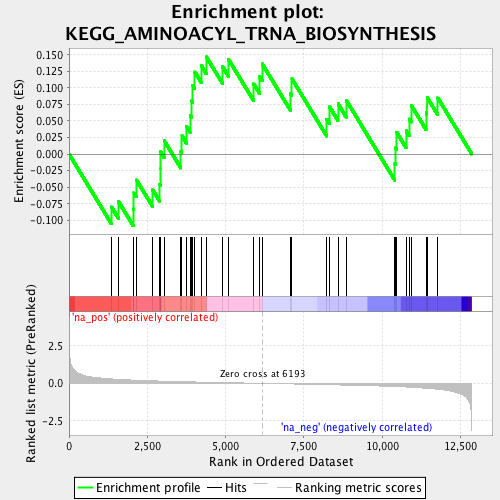 Enrichment plot:
KEGG_AMINOACYL_TRNA_BIOSYNTHESIS
Enrichment score (ES)
0.150
0.125
0.100
0.075
0.050
0.025
0.000
-0.025
-0.050
-0.075
-0.100
'na_pos' (positively correlated)
Ranked list metric (PreRanked)
2.5
0.0
-2.5
Zero cross at 6193
'na_neg' (negatively correlated)
0
2,500
5,000
7,500
10,000
12,500
Rank in Ordered Dataset
Enrichment profile
Hits
Ranking metric scores